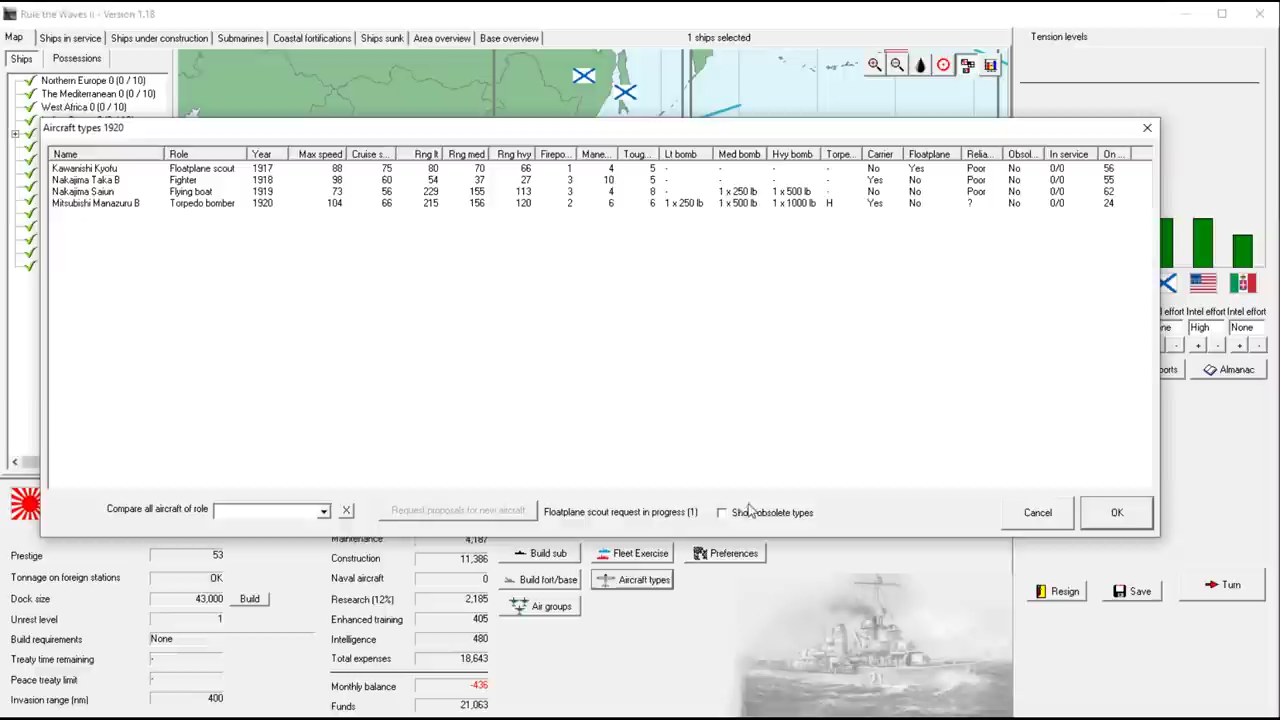 Rule the Waves II - Version 1.18
Map Ships in service Ships under construction Submarines Coastal fortifications Ships sunk Area overview Base overview 1 ships selected Tension levels
Ships Possessions
Northern Europe 0 (0 / 10)
The Mediterranean 0 (0 / 10)
West Africa 0 (0 / 10)
Aircraft types 1920
Name Role Year Max speed Cruise s... Rng lt Rng med Rng hvy Firepo... Mane... Toug... Lt bomb Med bomb Hvy bomb Torpe... Carrier Floatplane Relia... Obsol... In service On ...
Kawanishi Kyofu Floatplane scout 1917 88 75 80 70 66 1 4 5 - - - - No Yes Poor No 0/0 56
Nakajima Taka B Fighter 1918 98 60 54 37 27 3 10 5 - - - - Yes No Poor No 0/0 55
Nakajima Saiun Flying boat 1919 73 56 229 155 113 3 4 8 - 1 x 250 lb 1 x 500 lb - No No Poor No 0/0 62
Mitsubishi Manazuru B Torpedo bomber 1920 104 66 215 156 120 2 6 6 1 x 250 lb 1 x 500 lb 1 x 1000 lb H Yes No ? No 0/0 24
effort Intel effort Intel effort
ne High None
- + - + -
orts Almanac
Compare all aircraft of role Request proposals for new aircraft Floatplane scout request in progress (1) Show obsolete types Cancel OK
Maintenance 4,187
Prestige 53
Construction 11,386
Build sub Fleet Exercise Preferences
Tonnage on foreign stations OK
Naval aircraft 0
Build fort/base Aircraft types
Dock size 43,000 Build
Research (12%) 2,185
Air groups
Unrest level 1
Enhanced training 405
Build requirements None
Intelligence 480
Treaty time remaining -
Total expenses 18,643
Peace treaty limit -
Monthly balance -436
Invasion range (nm) 400
Funds 21,063
Resign Save Turn